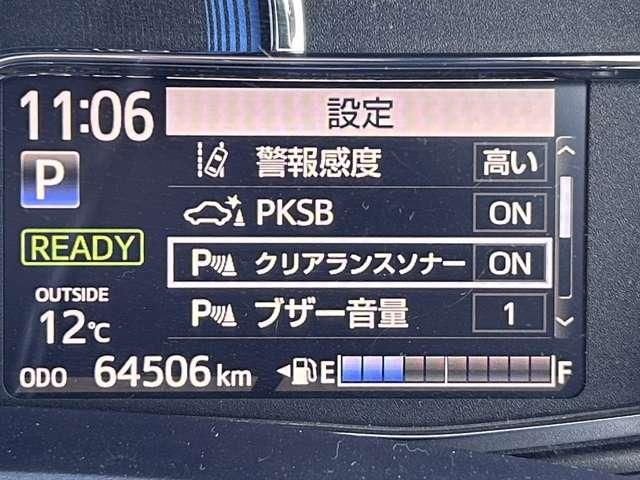 11:06 設定
警報感度 高い
P PKSB ON
READY P クリアランスソナー ON
OUTSIDE P ブザー音量 1
12℃
ODO 64506 km E F